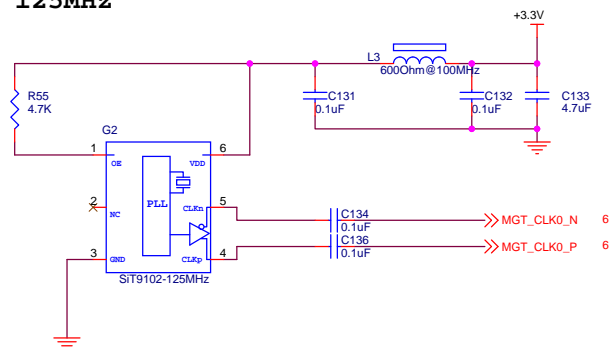 125MHz
+3.3V
L3
600Ohm@100MHz
R55
4.7K
C131
0.1uF
C132
0.1uF
C133
4.7uF
G2
1
OE
VDD
6
2
NC
PLL
CLKn
5
3
GND
CLKp
4
SiT9102-125MHz
C134
0.1uF
MGT_CLK0_N 6
C136
0.1uF
MGT_CLK0_P 6